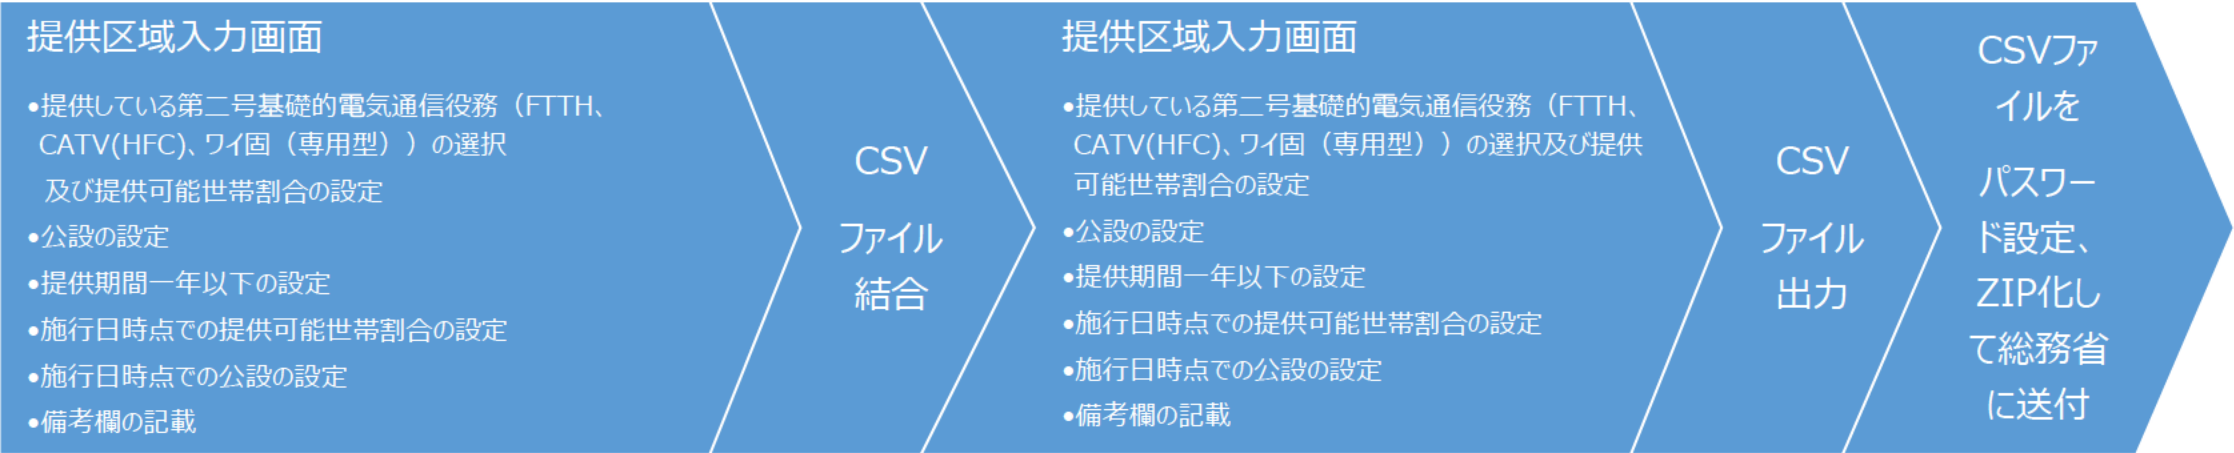 提供区域入力画面
•提供している第二号基礎的電気通信役務（FTTH、
CATV(HFC)、ワイ固（専用型））の選択
及び提供可能世帯割合の設定
•公設の設定
•提供期間一年以下の設定
•施行日時点での提供可能世帯割合の設定
•施行日時点での公設の設定
•備考欄の記載
CSV
ファイル
結合
提供区域入力画面
•提供している第二号基礎的電気通信役務（FTTH、
CATV(HFC)、ワイ固（専用型））の選択及び提供
可能世帯割合の設定
•公設の設定
•提供期間一年以下の設定
•施行日時点での提供可能世帯割合の設定
•施行日時点での公設の設定
•備考欄の記載
CSV
ファイル
出力
CSVファ
イルを
パスワー
ド設定、
ZIP化し
て総務省
に送付